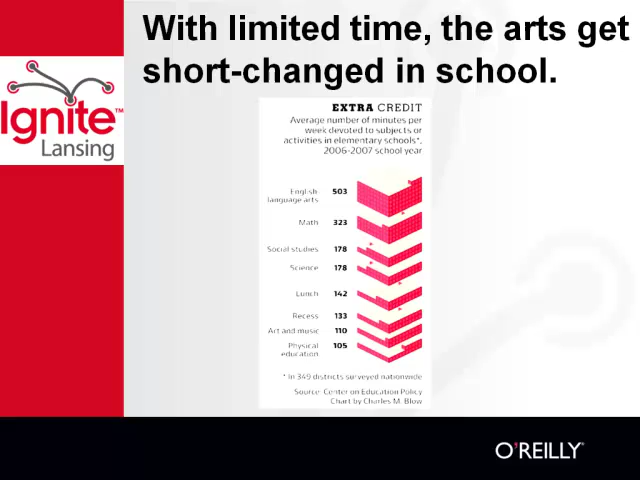 With limited time, the arts get
short-changed in school.
Ignite™
Lansing
EXTRA CREDIT
Average number of minutes per
week devoted to subjects or
activities in elementary schools*,
2006-2007 school year
English
language arts 503
Math 323
Social studies 178
Science 178
Lunch 142
Recess 133
Art and music 110
Physical
education 105
* In 349 districts surveyed nationwide
Source: Center on Education Policy
Chart by Charles M. Blow
O'REILLY®